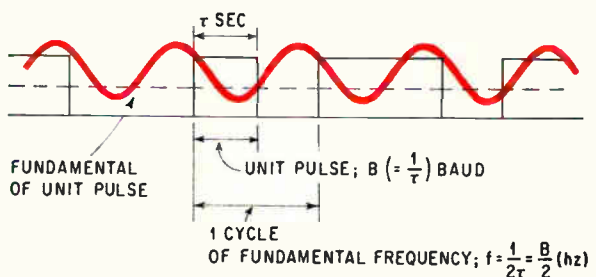 τ SEC
FUNDAMENTAL
OF UNIT PULSE
UNIT PULSE; B (= 1/τ) BAUD
1 CYCLE
OF FUNDAMENTAL FREQUENCY; f = 1/2τ = B/2 (hz)